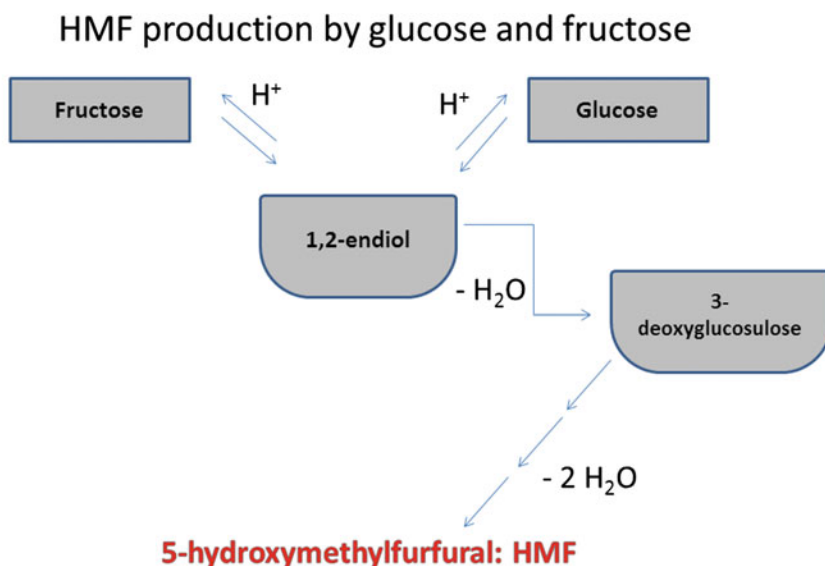 HMF production by glucose and fructose
Fructose
H⁺
H⁺
Glucose
1,2-endiol
- H₂O
3-
deoxyglucosulose
- 2 H₂O
5-hydroxymethylfurfural: HMF